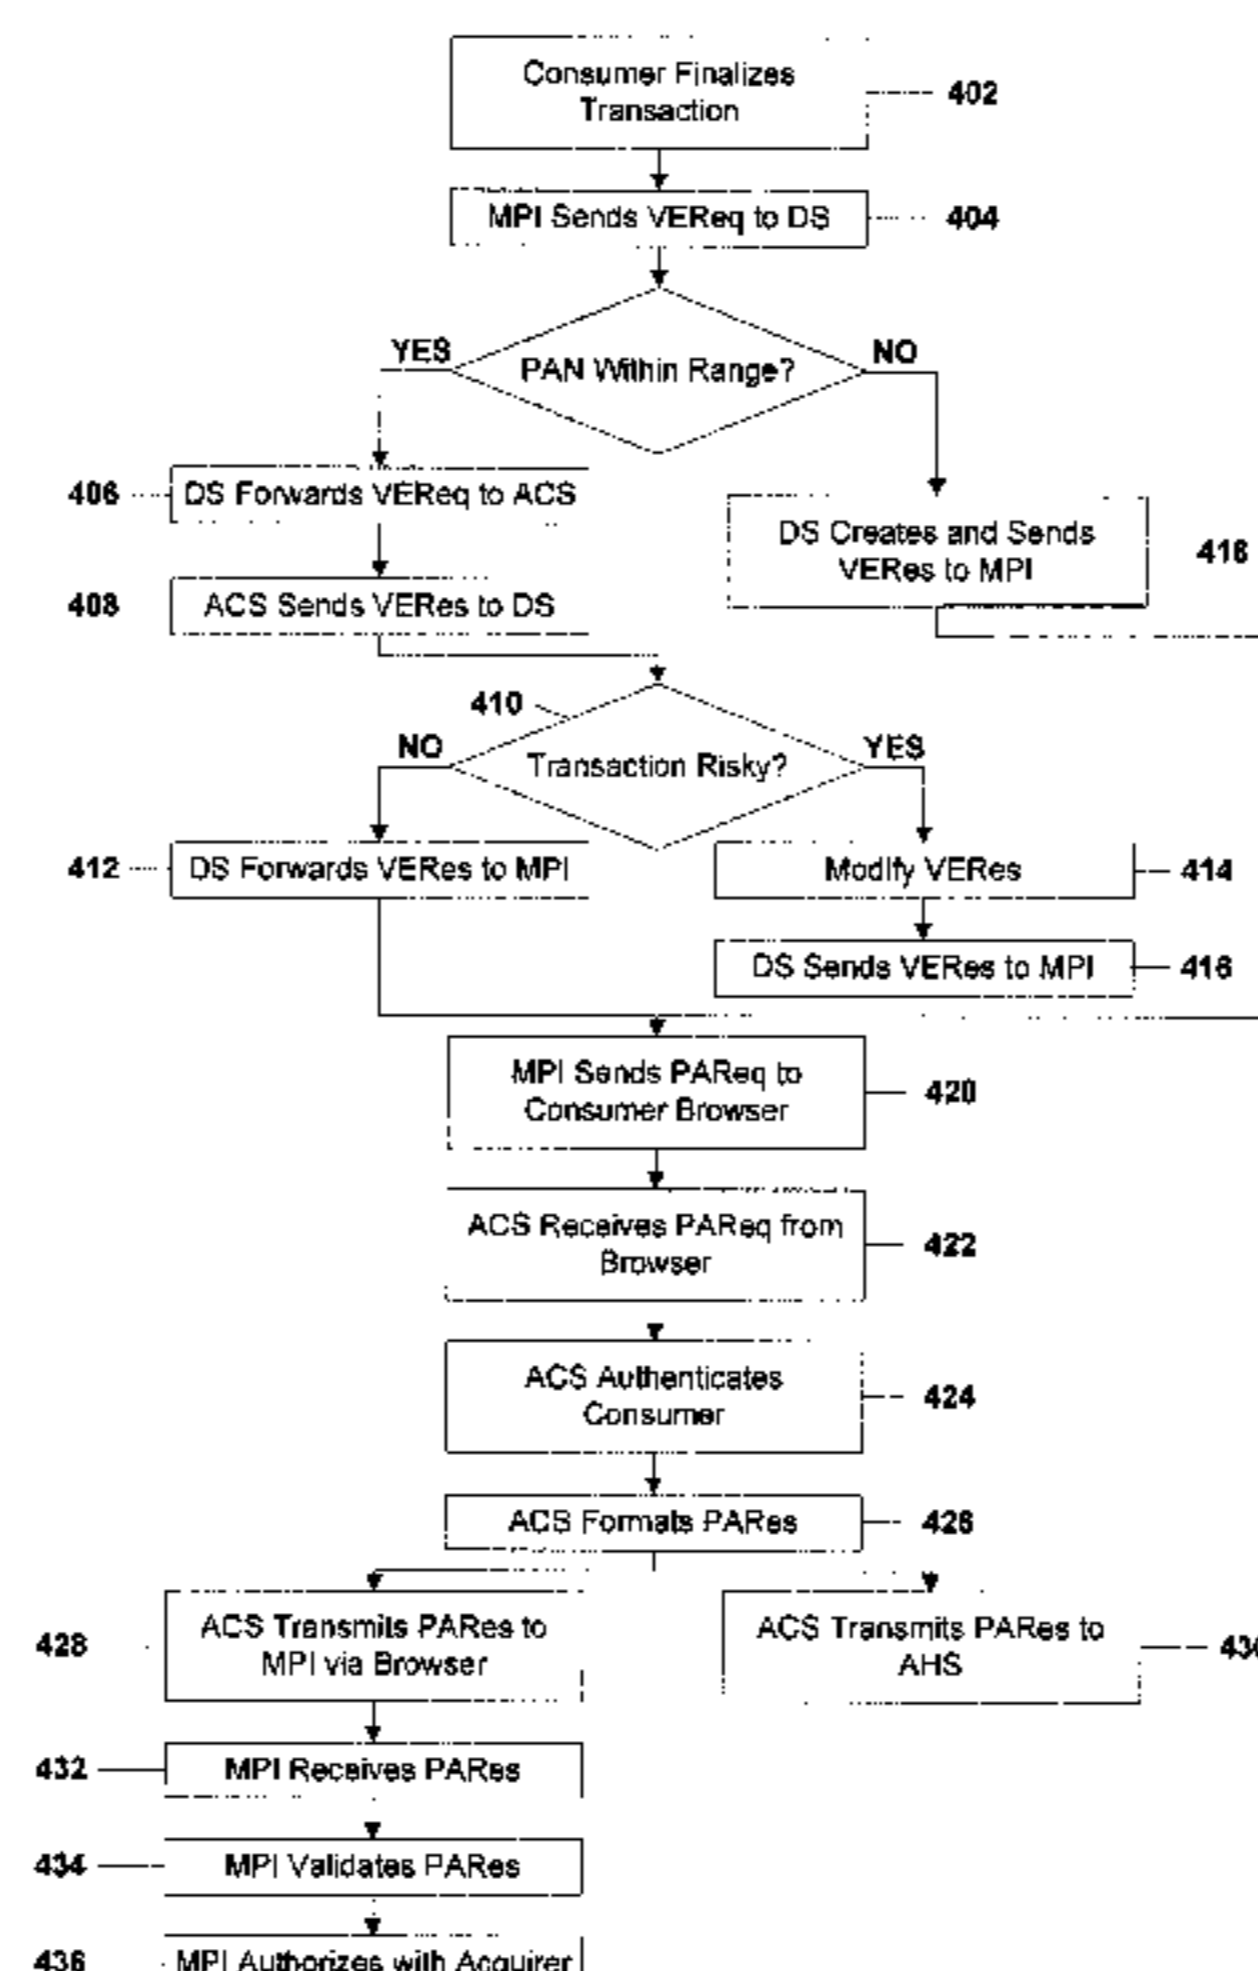 Consumer Finalizes
Transaction
402
MPI Sends VEReq to DS
404
YES
PAN Within Range?
NO
406
DS Forwards VEReq to ACS
DS Creates and Sends
VERes to MPI
418
408
ACS Sends VERes to DS
410
NO
Transaction Risky?
YES
412
DS Forwards VERes to MPI
Modify VERes
414
DS Sends VERes to MPI
416
MPI Sends PAReq to
Consumer Browser
420
ACS Receives PAReq from
Browser
422
ACS Authenticates
Consumer
424
ACS Formats PARes
426
428
ACS Transmits PARes to
MPI via Browser
ACS Transmits PARes to
AHS
432
MPI Receives PARes
434
MPI Validates PARes
436
MPI Authorizes with Acquirer